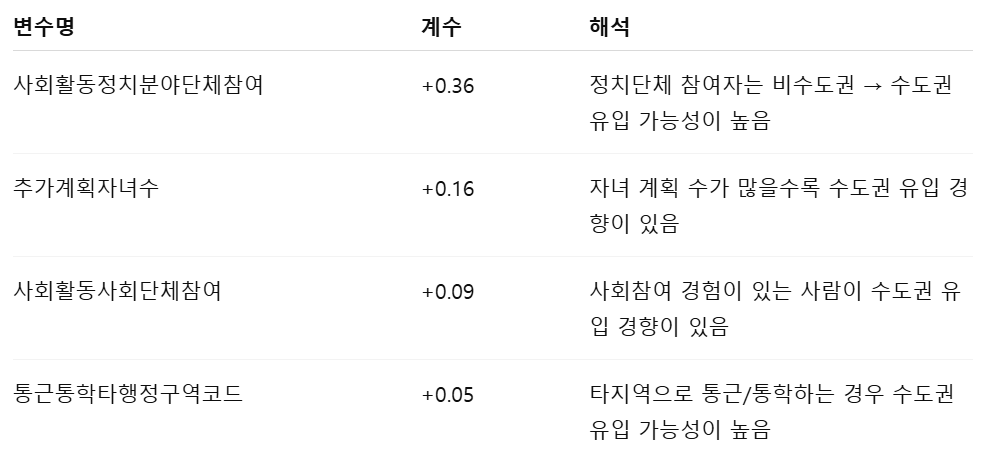 변수명 계수 해석
사회활동정치분야단체참여 +0.36 정치단체 참여자는 비수도권 → 수도권
유입 가능성이 높음
추가계획자녀수 +0.16 자녀 계획 수가 많을수록 수도권 유입 경
향이 있음
사회활동사회단체참여 +0.09 사회참여 경험이 있는 사람이 수도권 유
입 경향이 있음
통근통학타행정구역코드 +0.05 타지역으로 통근/통학하는 경우 수도권
유입 가능성이 높음